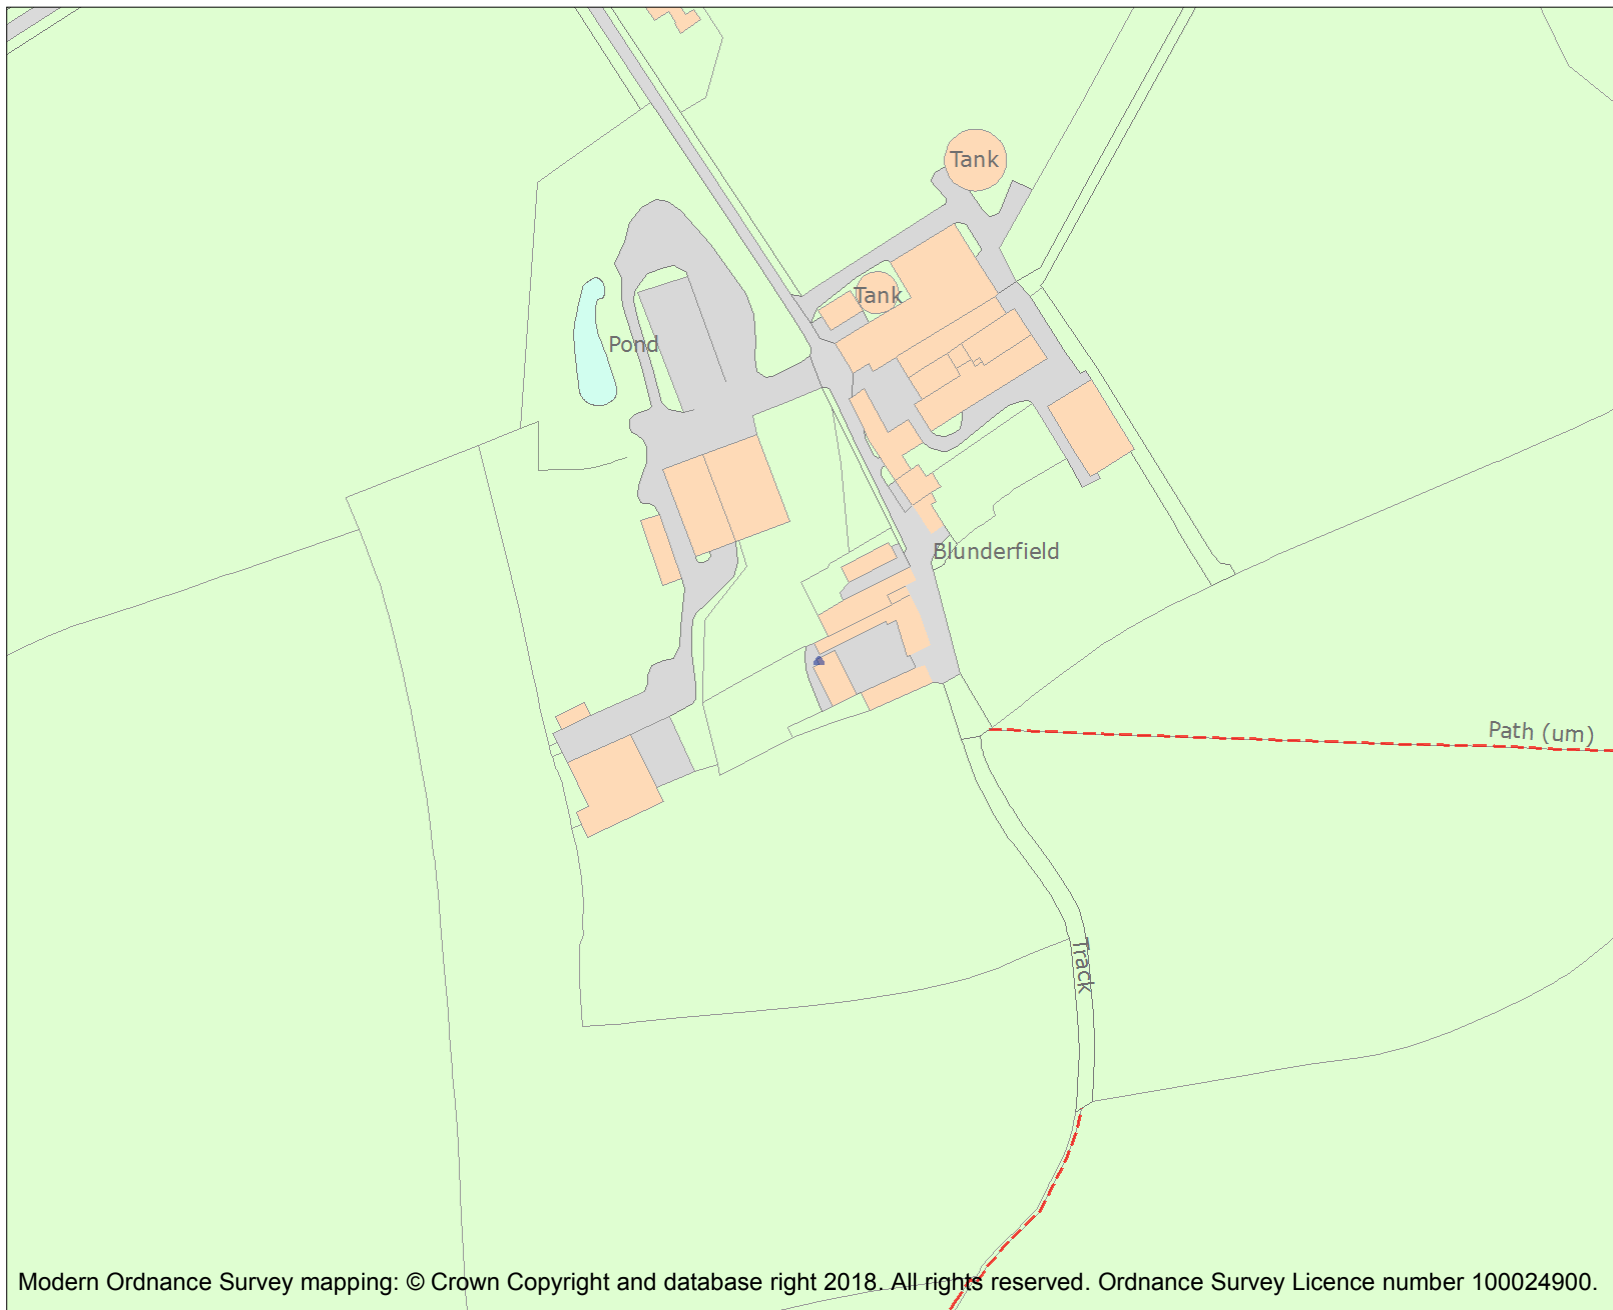 Tank
Tank
Pond
Blunderfield
Path (um)
Track
Modern Ordnance Survey mapping: © Crown Copyright and database right 2018. All rights reserved. Ordnance Survey Licence number 100024900.